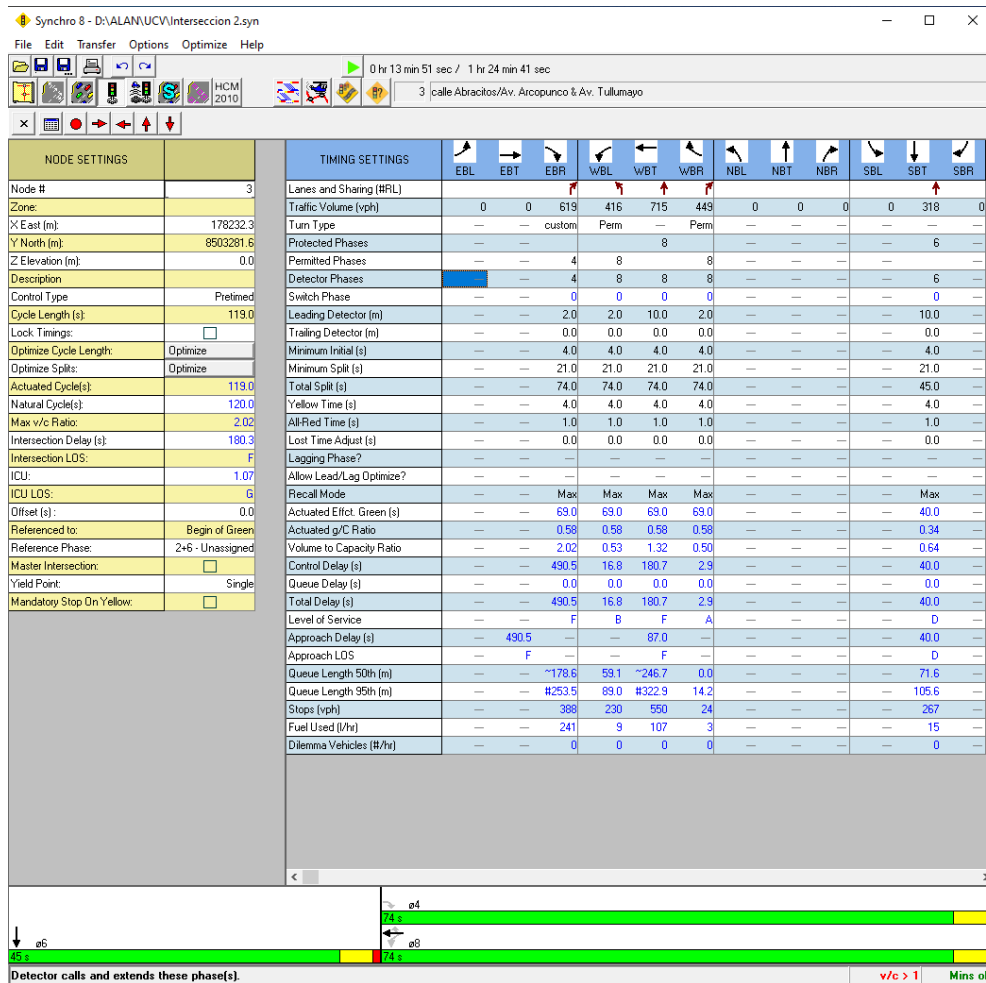 Synchro 8 - D:\ALAN\UCV\Interseccion 2.syn
File Edit Transfer Options Optimize Help
0 hr 13 min 51 sec / 1 hr 24 min 41 sec
HCM 2010
3 calle Abracitos/Av. Arcopunco & Av. Tullumayo
NODE SETTINGS
Node # 3
Zone:
X East (m): 178232.3
Y North (m): 8503281.6
Z Elevation (m): 0.0
Description
Control Type Pretimed
Cycle Length (s): 119.0
Lock Timings:
Optimize Cycle Length: Optimize
Optimize Splits: Optimize
Actuated Cycle(s): 119.0
Natural Cycle(s): 120.0
Max v/c Ratio: 2.02
Intersection Delay (s): 180.3
Intersection LOS: F
ICU: 1.07
ICU LOS: G
Offset (s) : 0.0
Referenced to: Begin of Green
Reference Phase: 2+6 - Unassigned
Master Intersection:
Yield Point: Single
Mandatory Stop On Yellow:
TIMING SETTINGS EBL EBT EBR WBL WBT WBR NBL NBT NBR SBL SBT SBR
Lanes and Sharing (#RL)
Traffic Volume (vph) 0 0 619 416 715 449 0 0 0 0 318 0
Turn Type — — custom Perm — Perm — — — — — —
Protected Phases 8 6
Permitted Phases — — 4 8 8 — — — — —
Detector Phases — — 4 8 8 8 — — — — 6 —
Switch Phase — — 0 0 0 0 — — — — 0 —
Leading Detector (m) — — 2.0 2.0 10.0 2.0 — — — — 10.0 —
Trailing Detector (m) — — 0.0 0.0 0.0 0.0 — — — — 0.0 —
Minimum Initial (s) — — 4.0 4.0 4.0 4.0 — — — — 4.0 —
Minimum Split (s) — — 21.0 21.0 21.0 21.0 — — — — 21.0 —
Total Split (s) — — 74.0 74.0 74.0 74.0 — — — — 45.0 —
Yellow Time (s) — — 4.0 4.0 4.0 4.0 — — — — 4.0 —
All-Red Time (s) — — 1.0 1.0 1.0 1.0 — — — — 1.0 —
Lost Time Adjust (s) — — 0.0 0.0 0.0 0.0 — — — — 0.0 —
Lagging Phase? — — — — — — — — — — — —
Allow Lead/Lag Optimize? — — — — — — — — — — — —
Recall Mode — — Max Max Max Max — — — — Max —
Actuated Effct. Green (s) — — 69.0 69.0 69.0 69.0 — — — — 40.0 —
Actuated g/C Ratio — — 0.58 0.58 0.58 0.58 — — — — 0.34 —
Volume to Capacity Ratio — — 2.02 0.53 1.32 0.50 — — — — 0.64 —
Control Delay (s) — — 490.5 16.8 180.7 2.9 — — — — 40.0 —
Queue Delay (s) — — 0.0 0.0 0.0 0.0 — — — — 0.0 —
Total Delay (s) — — 490.5 16.8 180.7 2.9 — — — — 40.0 —
Level of Service — — F B F A — — — — D —
Approach Delay (s) — 490.5 — — 87.0 — — — — — 40.0 —
Approach LOS — F — — F — — — — — D —
Queue Length 50th (m) — — ~178.6 59.1 ~246.7 0.0 — — — — 71.6 —
Queue Length 95th (m) — — #253.5 89.0 #322.9 14.2 — — — — 105.6 —
Stops (vph) — — 388 230 550 24 — — — — 267 —
Fuel Used (l/hr) — — 241 9 107 3 — — — — 15 —
Dilemma Vehicles (#/hr) — — 0 0 0 0 — — — — 0 —
ø4
74 s
ø6
45 s
ø8
74 s
Detector calls and extends these phase(s).
v/c > 1 Mins